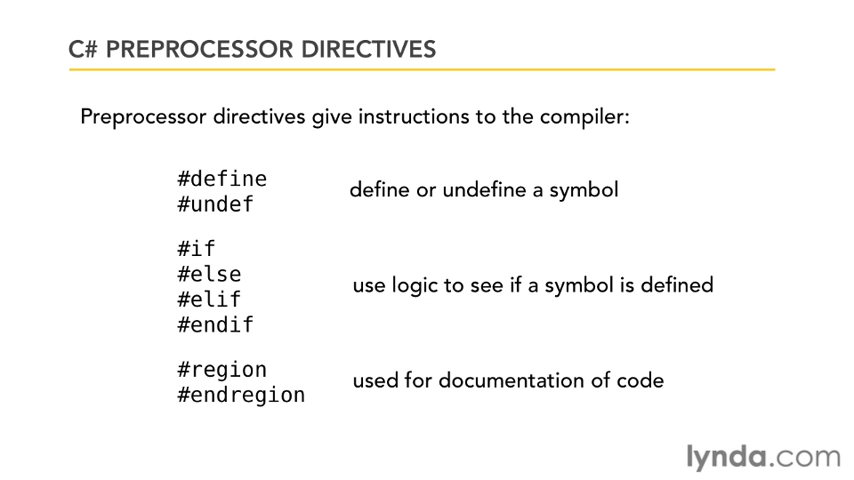 C# PREPROCESSOR DIRECTIVES
Preprocessor directives give instructions to the compiler:
#define
#undef
define or undefine a symbol
#if
#else
#elif
#endif
use logic to see if a symbol is defined
#region
#endregion
used for documentation of code
lynda.com